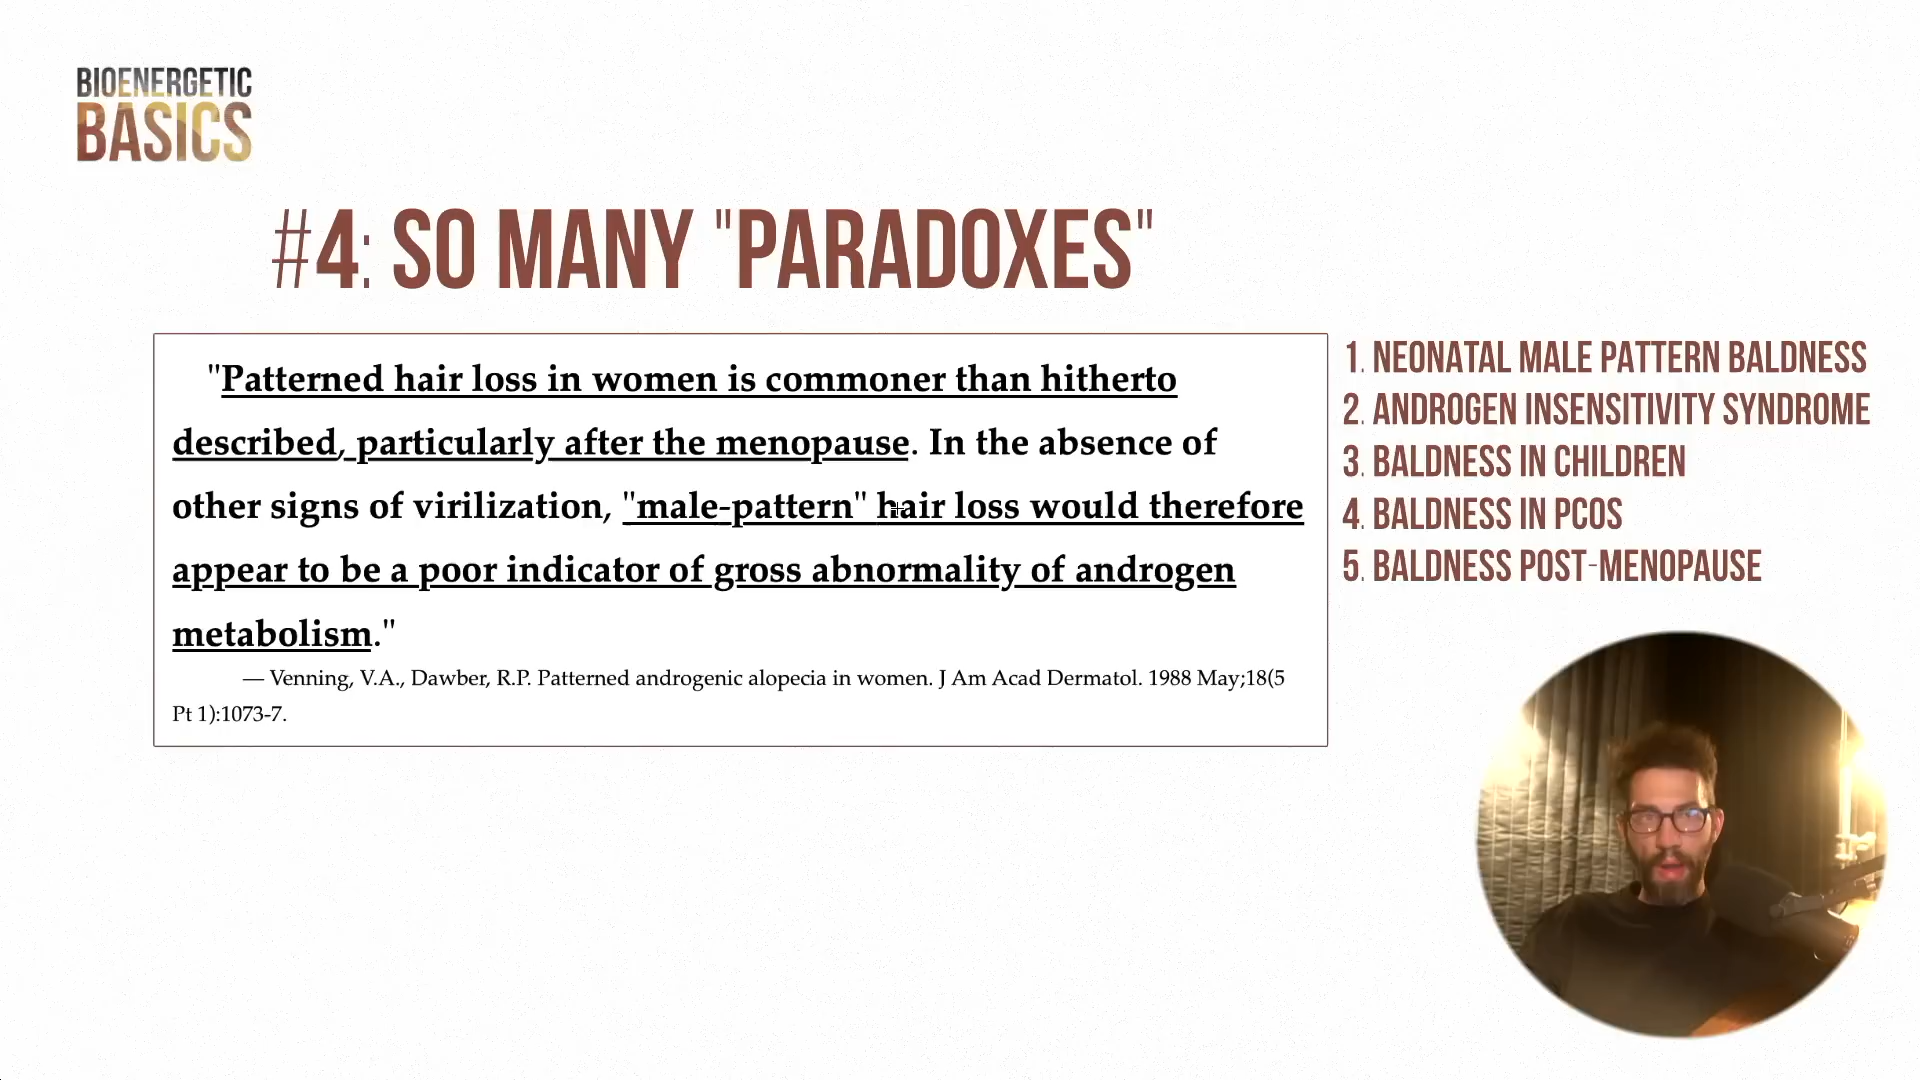 BIOENERGETIC
BASICS
#4: SO MANY "PARADOXES"
"Patterned hair loss in women is commoner than hitherto
described, particularly after the menopause. In the absence of
other signs of virilization, "male-pattern" hair loss would therefore
appear to be a poor indicator of gross abnormality of androgen
metabolism."
— Venning, V.A., Dawber, R.P. Patterned androgenic alopecia in women. J Am Acad Dermatol. 1988 May;18(5
Pt 1):1073-7.
1. NEONATAL MALE PATTERN BALDNESS
2. ANDROGEN INSENSITIVITY SYNDROME
3. BALDNESS IN CHILDREN
4. BALDNESS IN PCOS
5. BALDNESS POST-MENOPAUSE